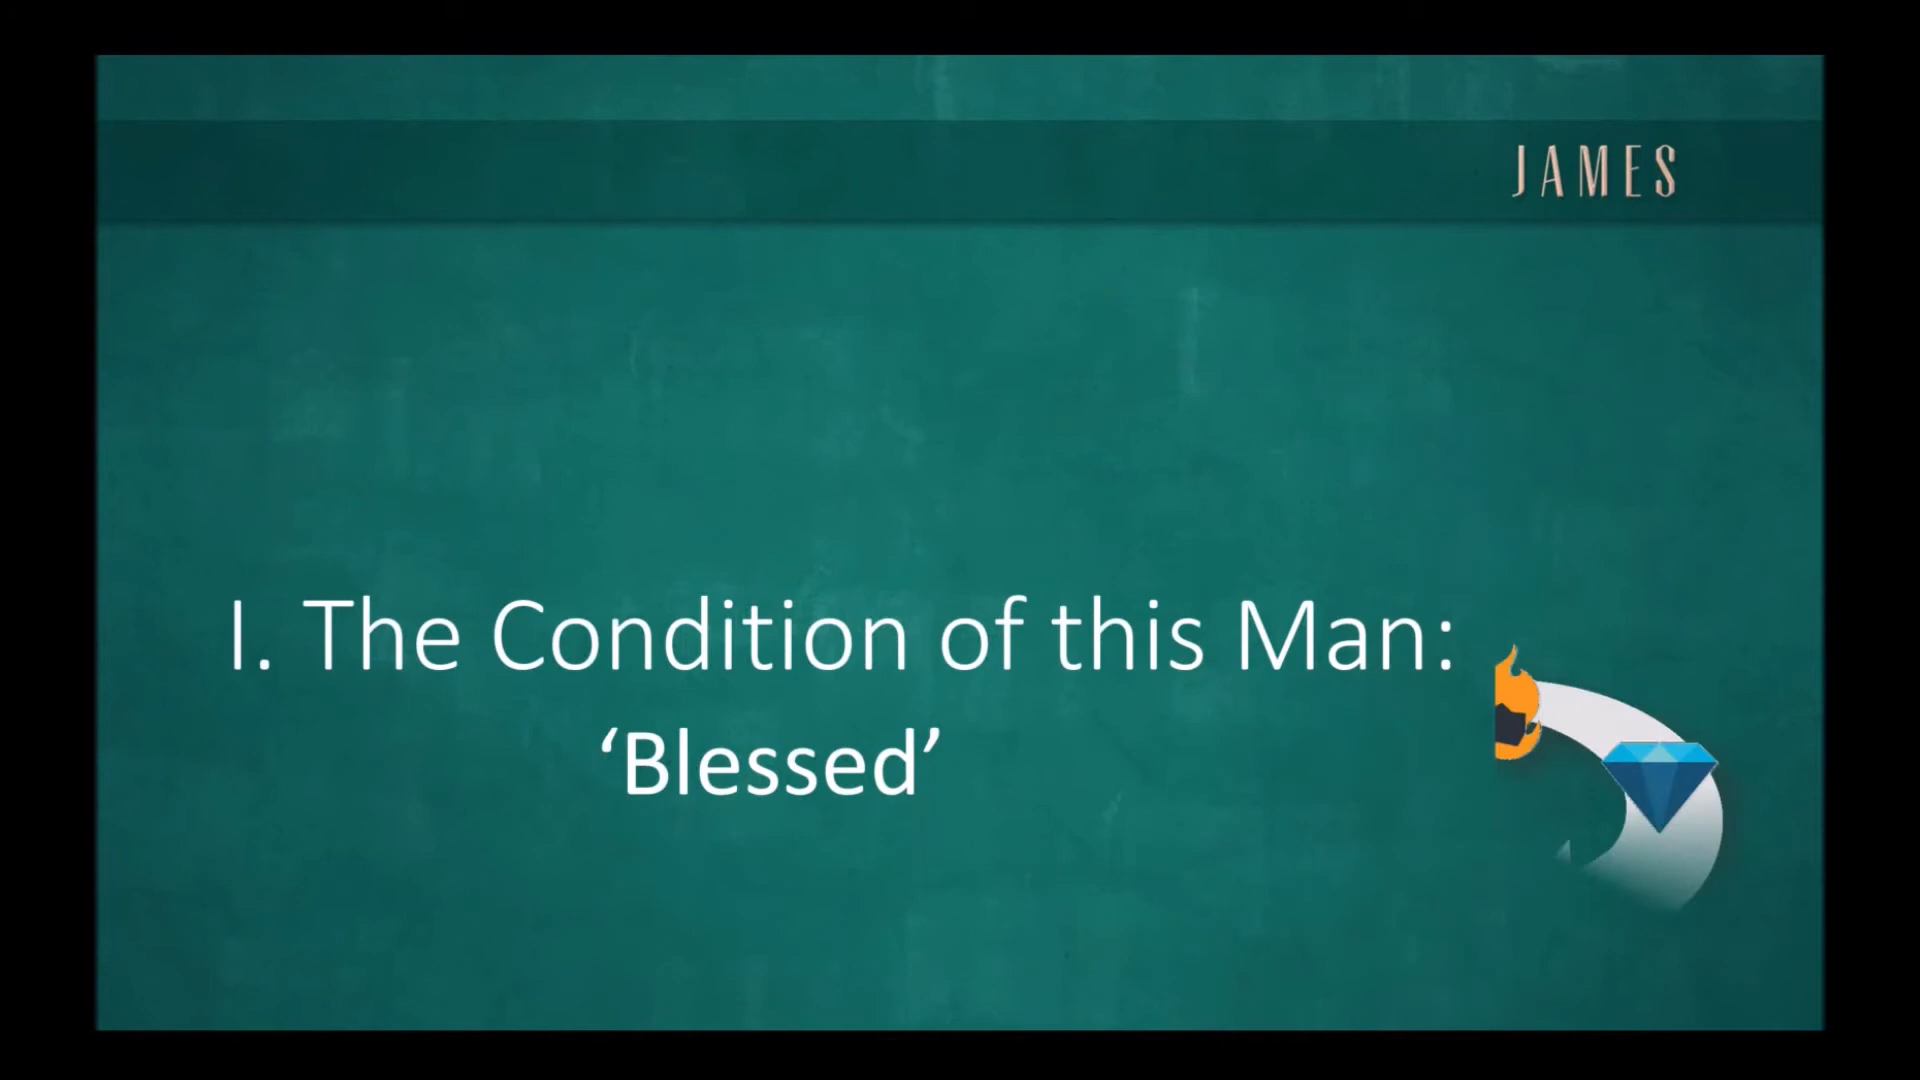 JAMES
I. The Condition of this Man:
‘Blessed’